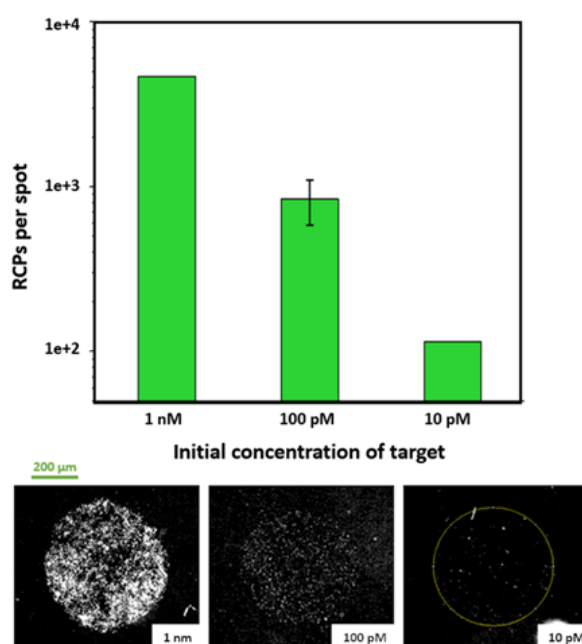 1e+4
1e+3
1e+2
RCPs per spot
1 nM
100 pM
10 pM
Initial concentration of target
200 µm
1 nm
100 pM
10 pM